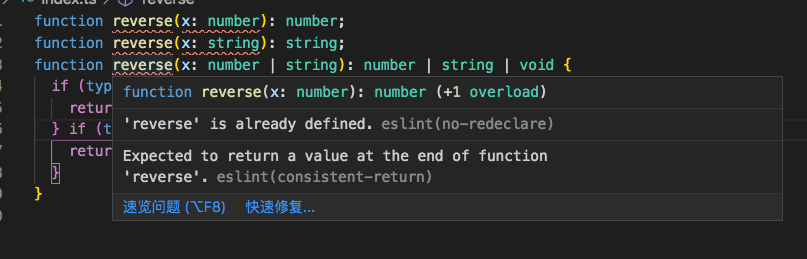 index.ts > reverse
function reverse(x: number): number;
function reverse(x: string): string;
function reverse(x: number | string): number | string | void {
if (typ
retur
} if (t
retur
}
}
function reverse(x: number): number (+1 overload)
'reverse' is already defined. eslint(no-redeclare)
Expected to return a value at the end of function
'reverse'. eslint(consistent-return)
速览问题 (⌥F8) 快速修复...